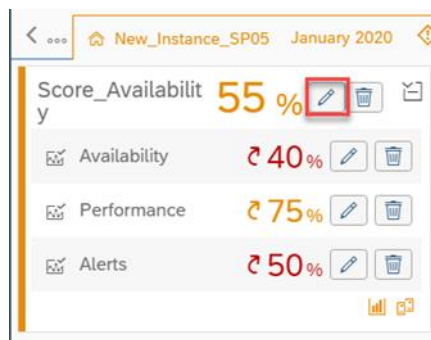 New_Instance_SP05 January 2020
Score_Availabilit
y
55 %
Availability 40%
Performance 75%
Alerts 50%